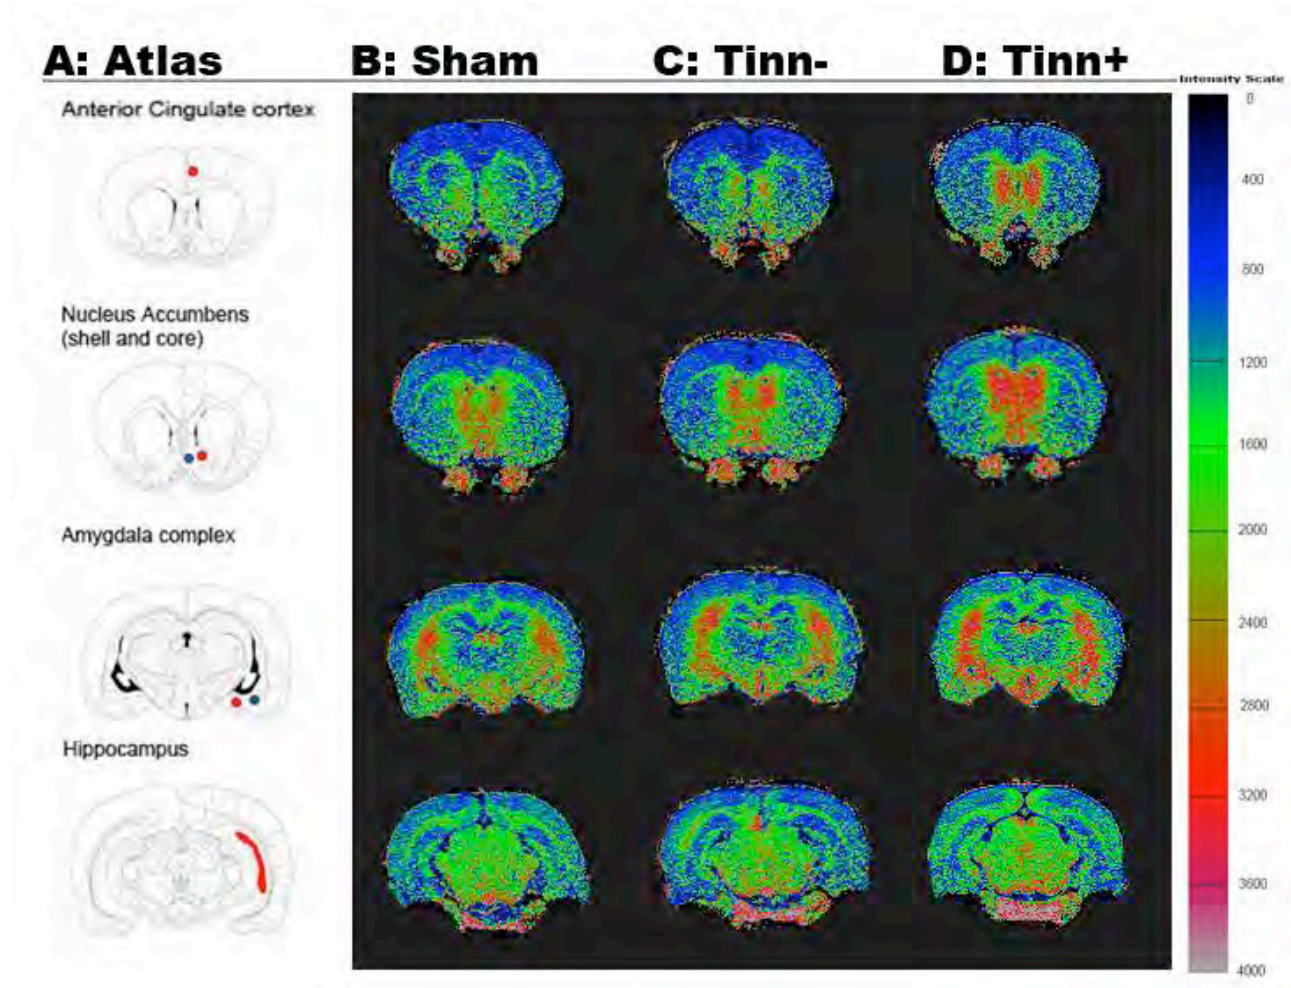 A: Atlas
B: Sham
C: Tinn-
D: Tinn+
Intensity Scale
Anterior Cingulate cortex
Nucleus Accumbens
(shell and core)
Amygdala complex
Hippocampus
0
400
800
1200
1600
2000
2400
2800
3200
3600
4000